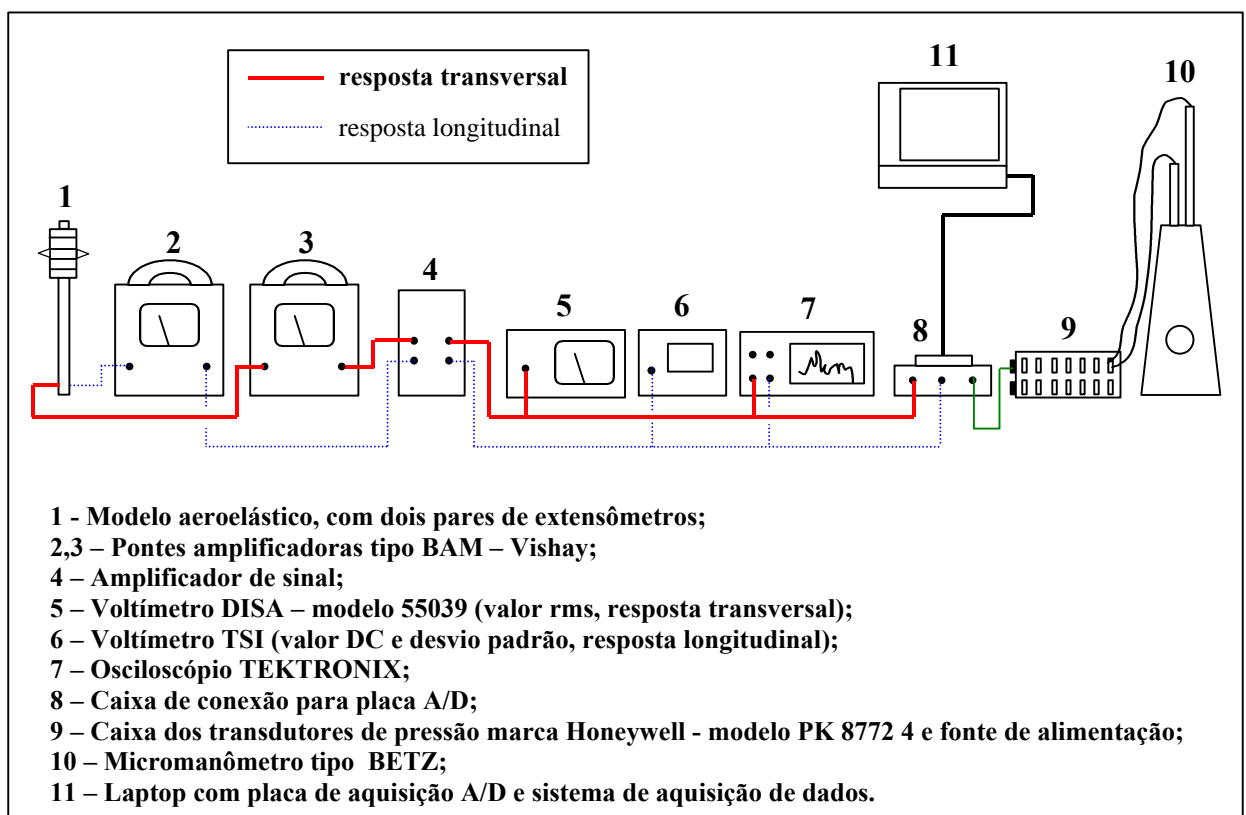 resposta transversal
resposta longitudinal
11
10
1
2
3
4
5
6
7
8
9
1 - Modelo aeroelástico, com dois pares de extensômetros;
2,3 – Pontes amplificadoras tipo BAM – Vishay;
4 – Amplificador de sinal;
5 – Voltímetro DISA – modelo 55039 (valor rms, resposta transversal);
6 – Voltímetro TSI (valor DC e desvio padrão, resposta longitudinal);
7 – Osciloscópio TEKTRONIX;
8 – Caixa de conexão para placa A/D;
9 – Caixa dos transdutores de pressão marca Honeywell - modelo PK 8772 4 e fonte de alimentação;
10 – Micromanômetro tipo BETZ;
11 – Laptop com placa de aquisição A/D e sistema de aquisição de dados.